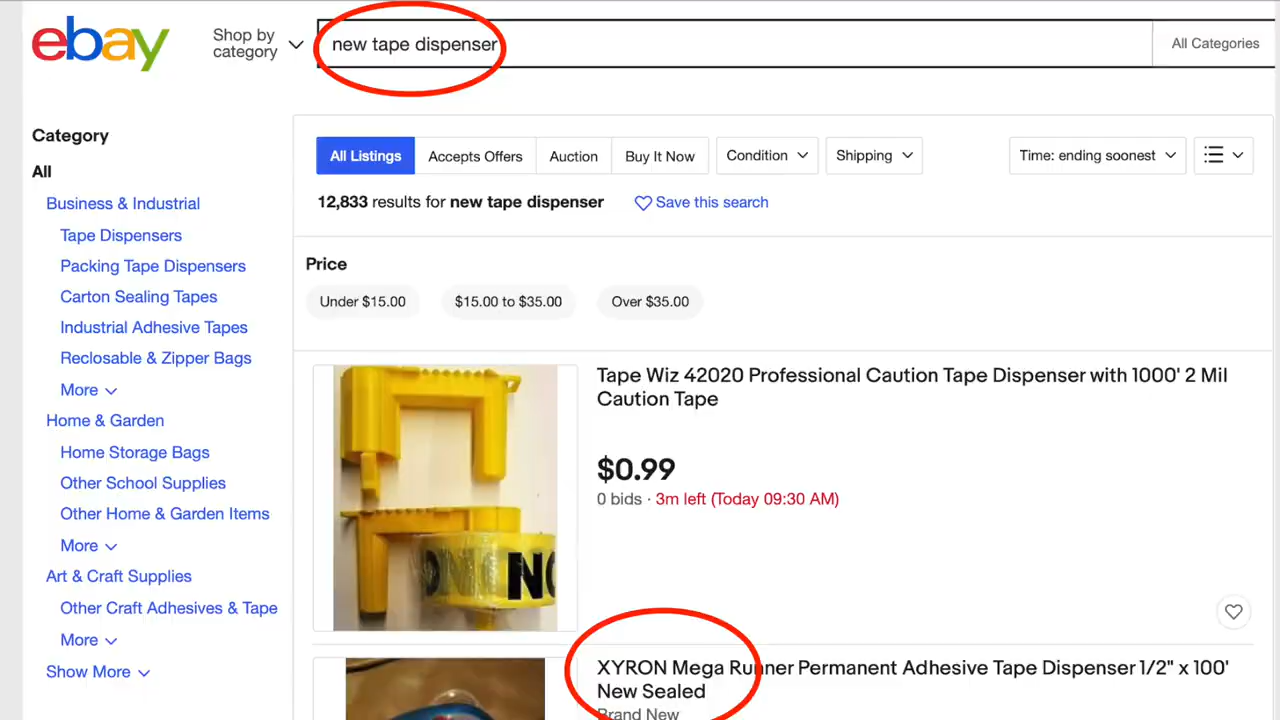 ebay
Shop by
category
new tape dispenser
All Categories
Category
All
Business & Industrial
Tape Dispensers
Packing Tape Dispensers
Carton Sealing Tapes
Industrial Adhesive Tapes
Reclosable & Zipper Bags
More
Home & Garden
Home Storage Bags
Other School Supplies
Other Home & Garden Items
More
Art & Craft Supplies
Other Craft Adhesives & Tape
More
Show More
All Listings
Accepts Offers
Auction
Buy It Now
Condition
Shipping
Time: ending soonest
12,833 results for new tape dispenser
Save this search
Price
Under $15.00
$15.00 to $35.00
Over $35.00
Tape Wiz 42020 Professional Caution Tape Dispenser with 1000' 2 Mil
Caution Tape
$0.99
0 bids · 3m left (Today 09:30 AM)
XYRON Mega Runner Permanent Adhesive Tape Dispenser 1/2" x 100'
New Sealed
Brand New